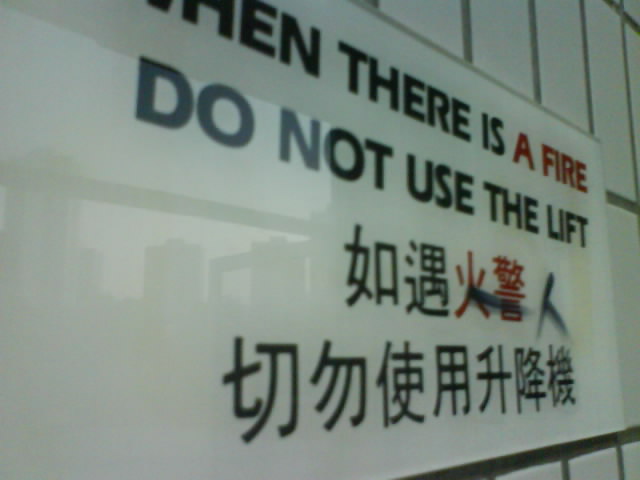 WHEN THERE IS A FIRE
DO NOT USE THE LIFT
如遇火警人
切勿使用升降機